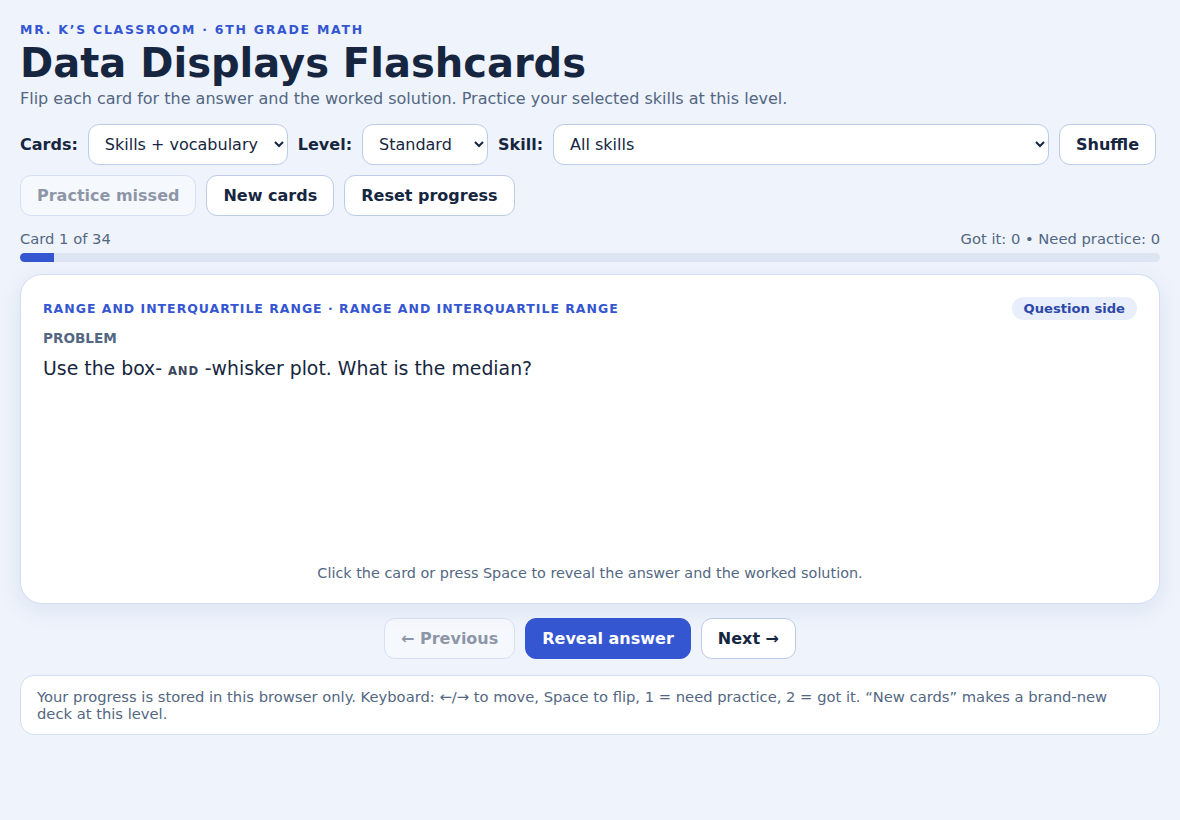 MR. K’S CLASSROOM · 6TH GRADE MATH
Data Displays Flashcards
Flip each card for the answer and the worked solution. Practice your selected skills at this level.
Cards: Skills + vocabulary Level: Standard Skill: All skills Shuffle
Practice missed New cards Reset progress
Card 1 of 34 Got it: 0 • Need practice: 0
RANGE AND INTERQUARTILE RANGE · RANGE AND INTERQUARTILE RANGE Question side
PROBLEM
Use the box- AND -whisker plot. What is the median?
Click the card or press Space to reveal the answer and the worked solution.
← Previous Reveal answer Next →
Your progress is stored in this browser only. Keyboard: ←/→ to move, Space to flip, 1 = need practice, 2 = got it. “New cards” makes a brand-new
deck at this level.